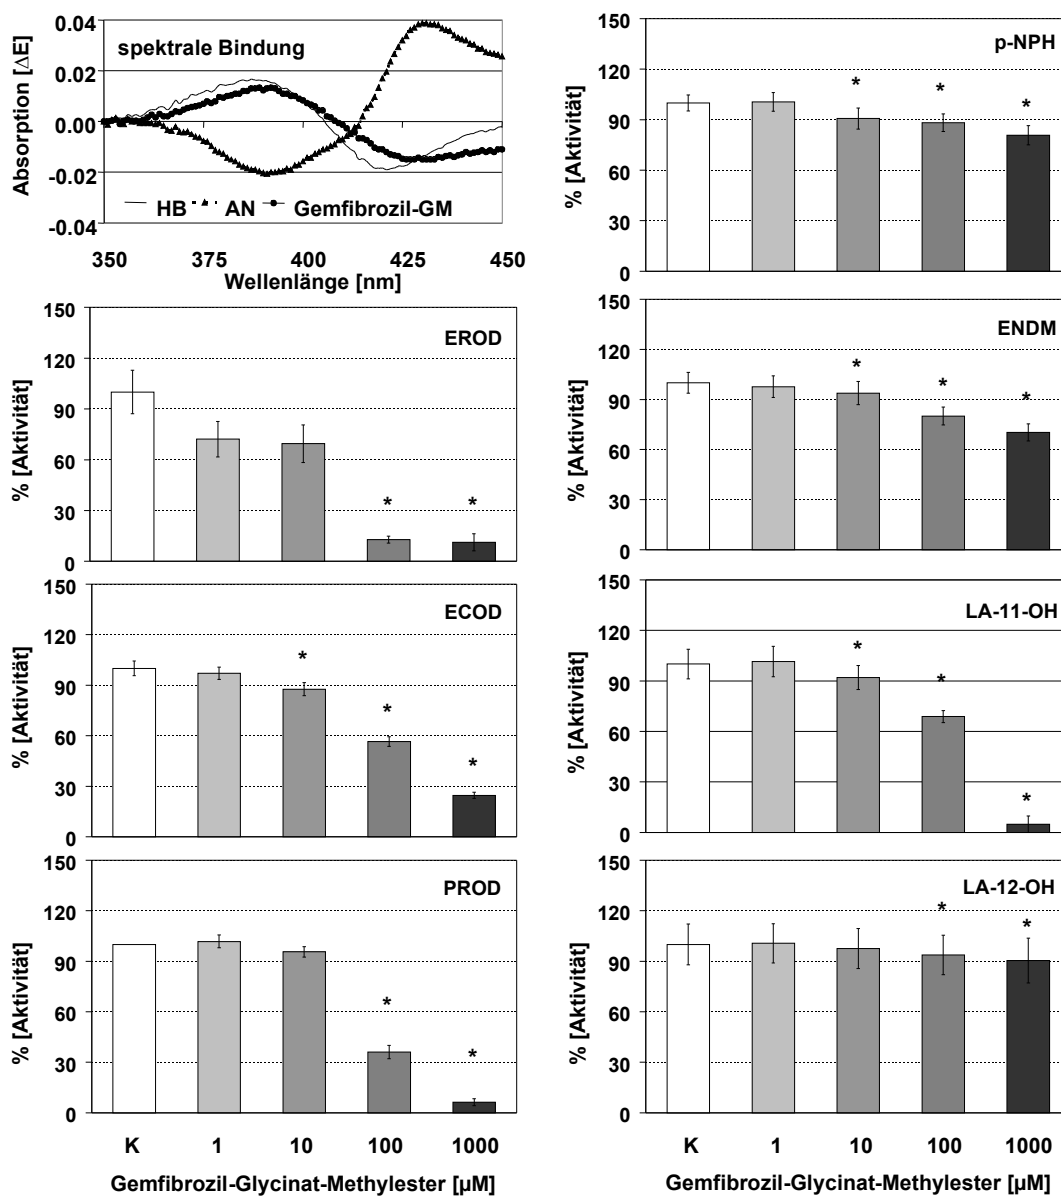 spektrale Bindung
Absorption [ΔE]
0.04
0.02
0.00
-0.02
-0.04
HB AN Gemfibrozil-GM
350 375 400 425 450
Wellenlänge [nm]
EROD
% [Aktivität]
150
120
90
60
30
0
ECOD
% [Aktivität]
150
120
90
60
30
0
* * *
PROD
% [Aktivität]
150
120
90
60
30
0
* *
K 1 10 100 1000
Gemfibrozil-Glycinat-Methylester [µM]
p-NPH
% [Aktivität]
150
120
90
60
30
0
* * *
ENDM
% [Aktivität]
150
120
90
60
30
0
* * *
LA-11-OH
% [Aktivität]
150
120
90
60
30
0
* * *
LA-12-OH
% [Aktivität]
150
120
90
60
30
0
* *
K 1 10 100 1000
Gemfibrozil-Glycinat-Methylester [µM]